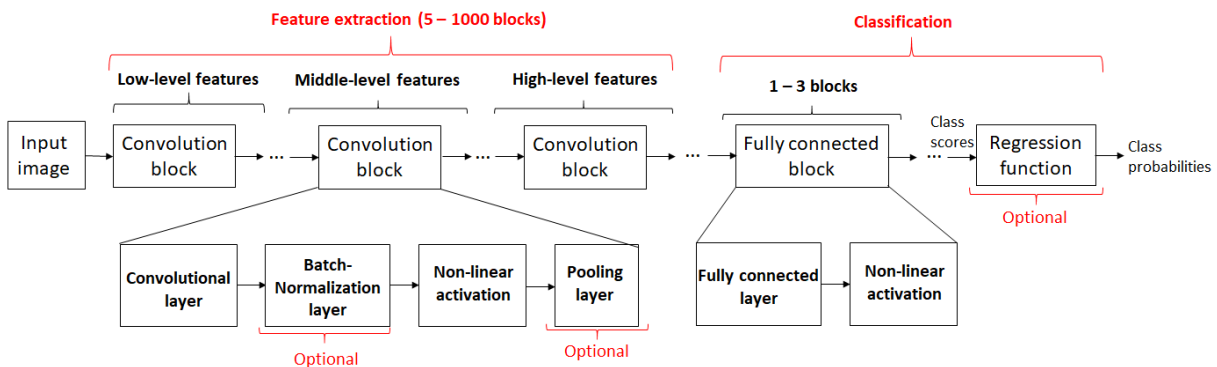 Feature extraction (5 – 1000 blocks)
Classification
Low-level features
Middle-level features
High-level features
1 – 3 blocks
Input
image
Convolution
block
...
Convolution
block
...
Convolution
block
...
Fully connected
block
Class
scores
...
Regression
function
Class
probabilities
Optional
Convolutional
layer
Batch-
Normalization
layer
Non-linear
activation
Pooling
layer
Fully connected
layer
Non-linear
activation
Optional
Optional